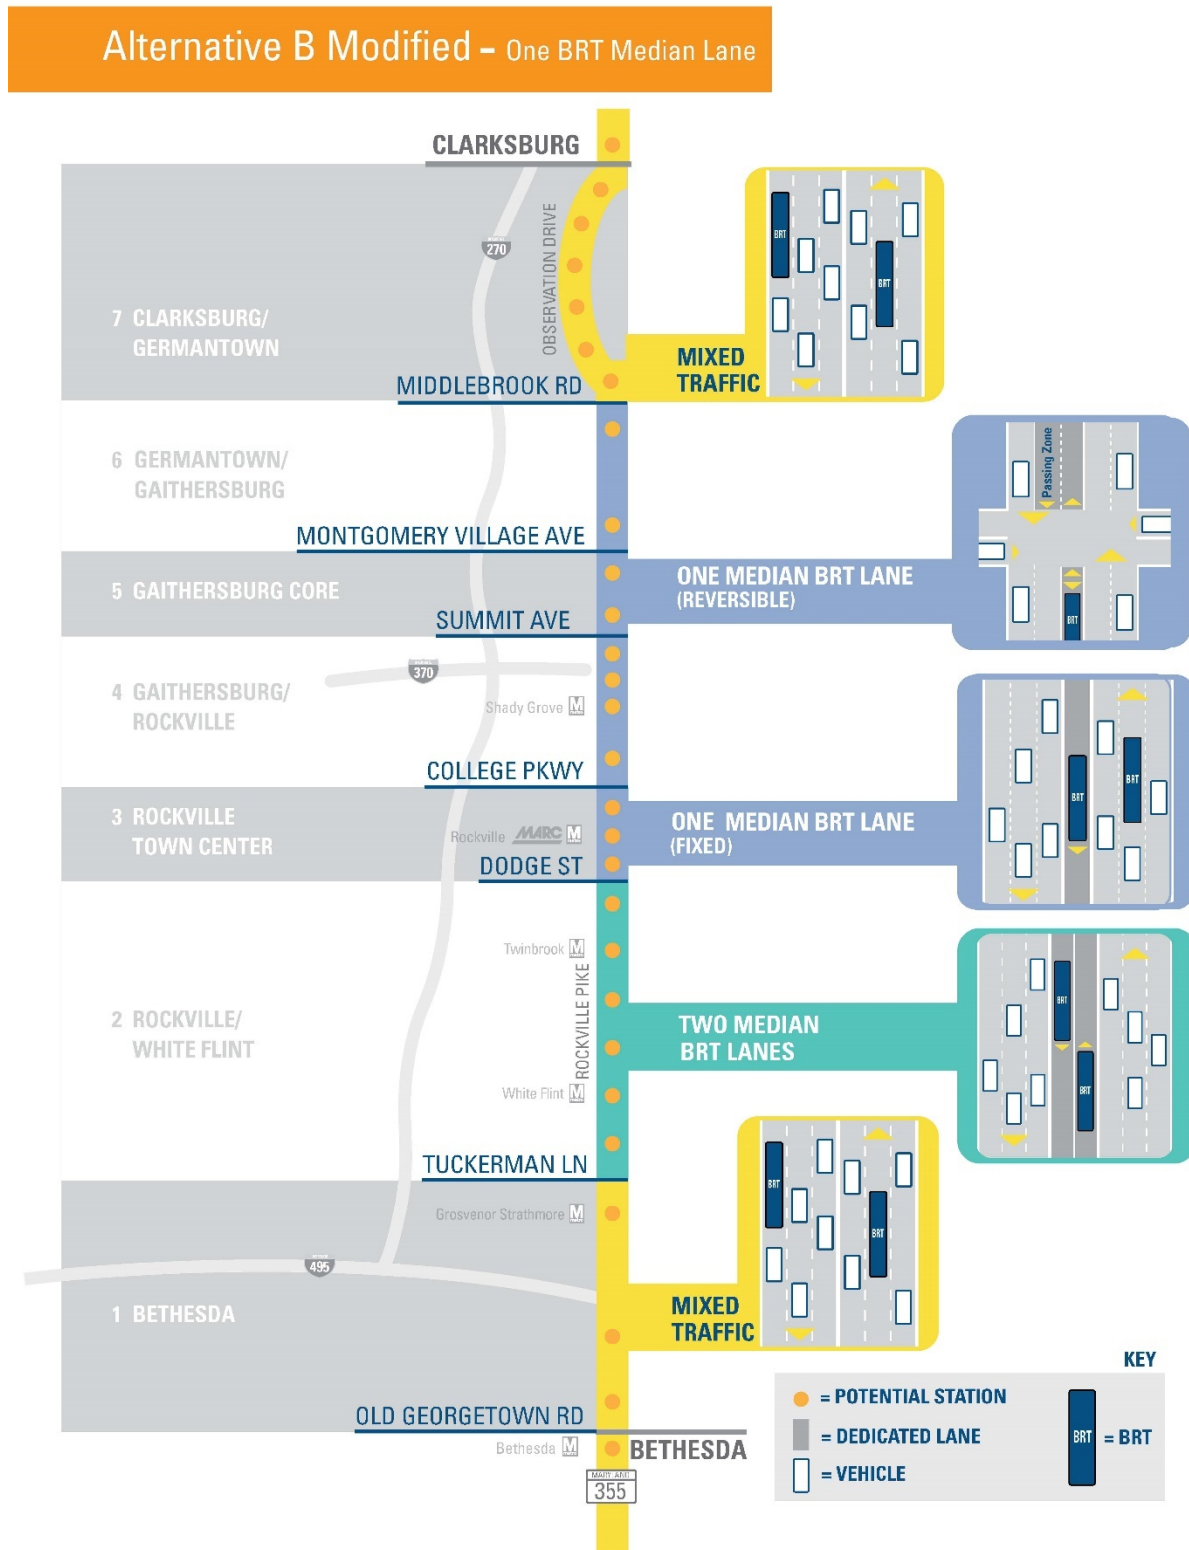 Alternative B Modified – One BRT Median Lane
CLARKSBURG
270
OBSERVATION DRIVE
7 CLARKSBURG/
GERMANTOWN
MIXED
TRAFFIC
BRT
BRT
MIDDLEBROOK RD
6 GERMANTOWN/
GAITHERSBURG
Passing Zone
MONTGOMERY VILLAGE AVE
5 GAITHERSBURG CORE
ONE MEDIAN BRT LANE
(REVERSIBLE)
BRT
SUMMIT AVE
370
4 GAITHERSBURG/
ROCKVILLE
Shady Grove M
COLLEGE PKWY
BRT
BRT
3 ROCKVILLE
TOWN CENTER
Rockville MARC M
ONE MEDIAN BRT LANE
(FIXED)
DODGE ST
Twinbrook M
ROCKVILLE PIKE
2 ROCKVILLE/
WHITE FLINT
TWO MEDIAN
BRT LANES
BRT
BRT
White Flint M
TUCKERMAN LN
Grosvenor Strathmore M
BRT
BRT
495
1 BETHESDA
MIXED
TRAFFIC
OLD GEORGETOWN RD
Bethesda M
BETHESDA
MARYLAND
355
KEY
= POTENTIAL STATION
= DEDICATED LANE
= VEHICLE
BRT = BRT